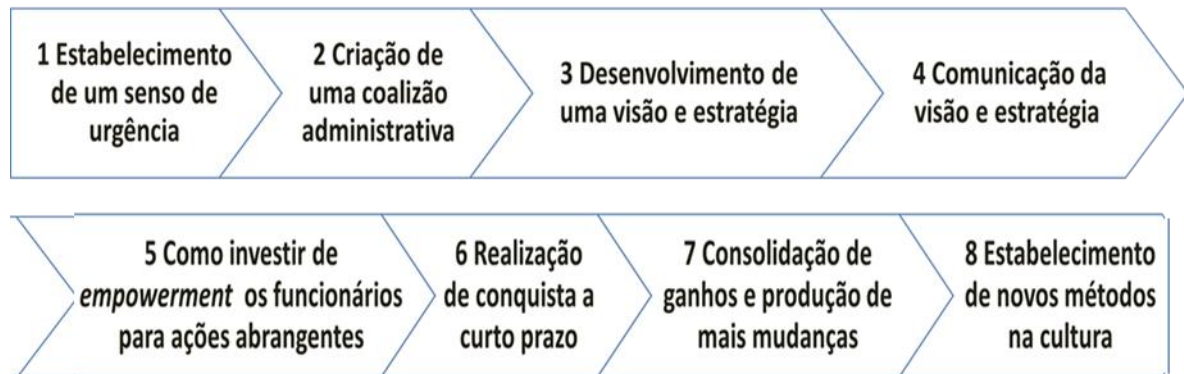 1 Estabelecimento
de um senso de
urgência
2 Criação de
uma coalizão
administrativa
3 Desenvolvimento de
uma visão e estratégia
4 Comunicação da
visão e estratégia
5 Como investir de
empowerment os funcionários
para ações abrangentes
6 Realização
de conquista a
curto prazo
7 Consolidação de
ganhos e produção de
mais mudanças
8 Estabelecimento
de novos métodos
na cultura